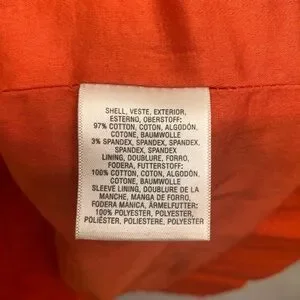 SHELL, VESTE, EXTERIOR,
ESTERNO, OBERSTOFF:
97% COTTON, COTON, ALGODÓN,
COTONE, BAUMWOLLE
3% SPANDEX, SPANDEX,
SPANDEX, SPANDEX
LINING, DOUBLURE, FORRO,
FODERA, FUTTERSTOFF:
100% COTTON, COTON, ALGODÓN,
COTONE, BAUMWOLLE
SLEEVE LINING, DOUBLURE DE LA
MANCHE, MANGA DE FORRO,
FODERA MANICA, ÄRMELFUTTER:
100% POLYESTER, POLYESTER,
POLIÉSTER, POLIESTERE, POLYESTER